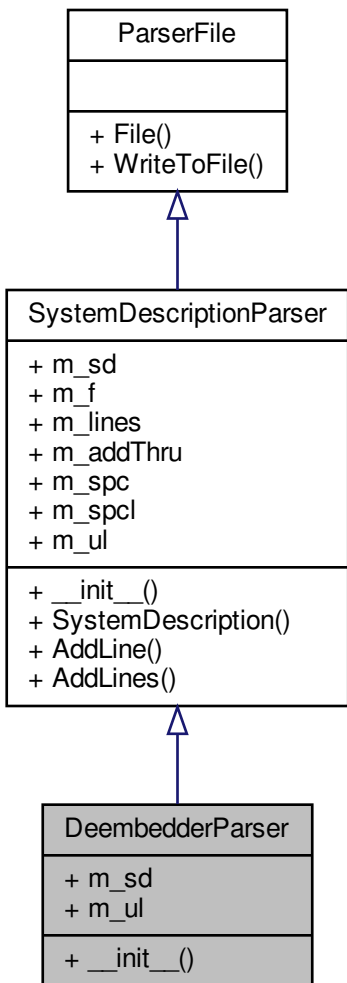 ParserFile
+ File()
+ WriteToFile()
SystemDescriptionParser
+ m_sd
+ m_f
+ m_lines
+ m_addThru
+ m_spc
+ m_spcl
+ m_ul
+ __init__()
+ SystemDescription()
+ AddLine()
+ AddLines()
DeembedderParser
+ m_sd
+ m_ul
+ __init__()